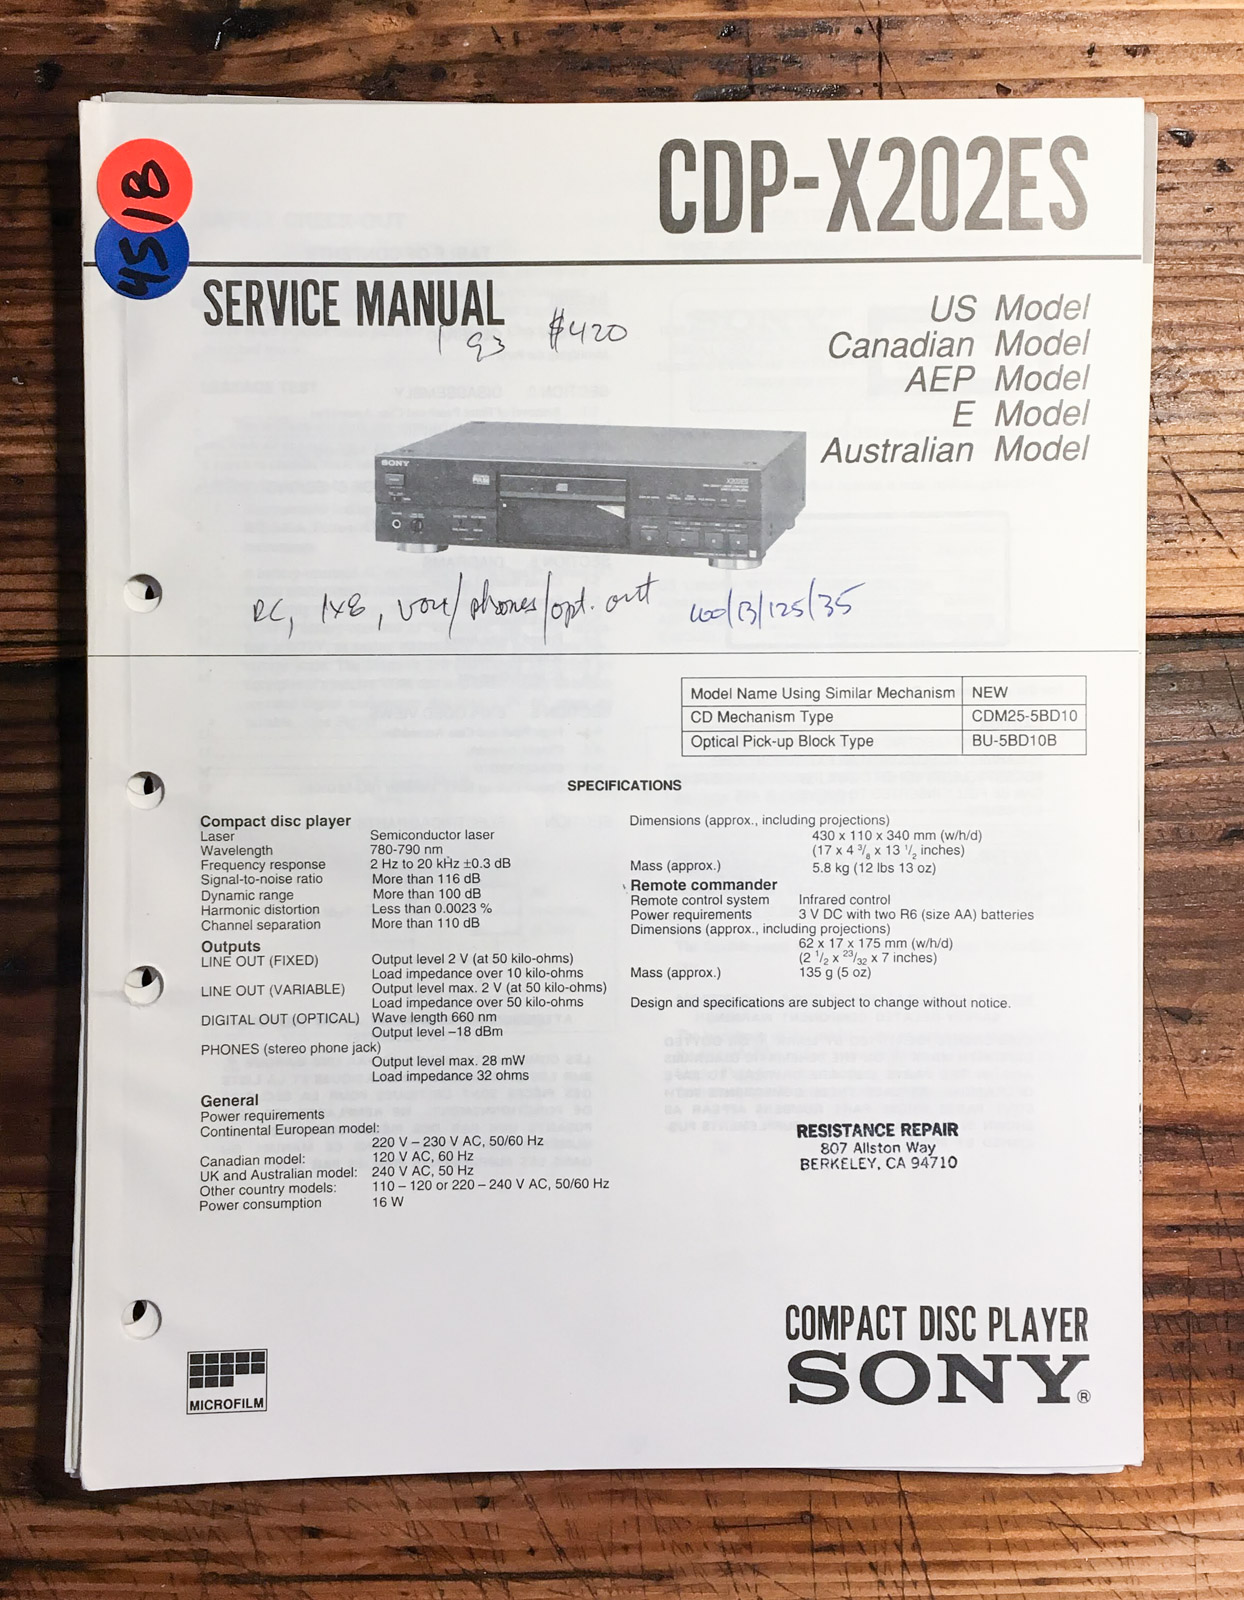 18
45
CDP-X202ES
SERVICE MANUAL
93 $420
US Model
Canadian Model
AEP Model
E Model
Australian Model
SONY
RC, 1x8, vari/phones/opt. out
/13/125/35
Model Name Using Similar Mechanism NEW
CD Mechanism Type CDM25-5BD10
Optical Pick-up Block Type BU-5BD10B
SPECIFICATIONS
Compact disc player
Laser Semiconductor laser
Wavelength 780-790 nm
Frequency response 2 Hz to 20 kHz ±0.3 dB
Signal-to-noise ratio More than 116 dB
Dynamic range More than 100 dB
Harmonic distortion Less than 0.0023 %
Channel separation More than 110 dB
Outputs
LINE OUT (FIXED) Output level 2 V (at 50 kilo-ohms)
Load impedance over 10 kilo-ohms
LINE OUT (VARIABLE) Output level max. 2 V (at 50 kilo-ohms)
Load impedance over 50 kilo-ohms
DIGITAL OUT (OPTICAL) Wave length 660 nm
Output level –18 dBm
PHONES (stereo phone jack)
Output level max. 28 mW
Load impedance 32 ohms
General
Power requirements
Continental European model:
220 V – 230 V AC, 50/60 Hz
Canadian model: 120 V AC, 60 Hz
UK and Australian model: 240 V AC, 50 Hz
Other country models: 110 – 120 or 220 – 240 V AC, 50/60 Hz
Power consumption 16 W
Dimensions (approx., including projections)
430 x 110 x 340 mm (w/h/d)
(17 x 4 3/8 x 13 1/2 inches)
Mass (approx.) 5.8 kg (12 lbs 13 oz)
Remote commander
Remote control system Infrared control
Power requirements 3 V DC with two R6 (size AA) batteries
Dimensions (approx., including projections)
62 x 17 x 175 mm (w/h/d)
(2 1/2 x 23/32 x 7 inches)
Mass (approx.) 135 g (5 oz)
Design and specifications are subject to change without notice.
RESISTANCE REPAIR
807 Allston Way
BERKELEY, CA 94710
MICROFILM
COMPACT DISC PLAYER
SONY®